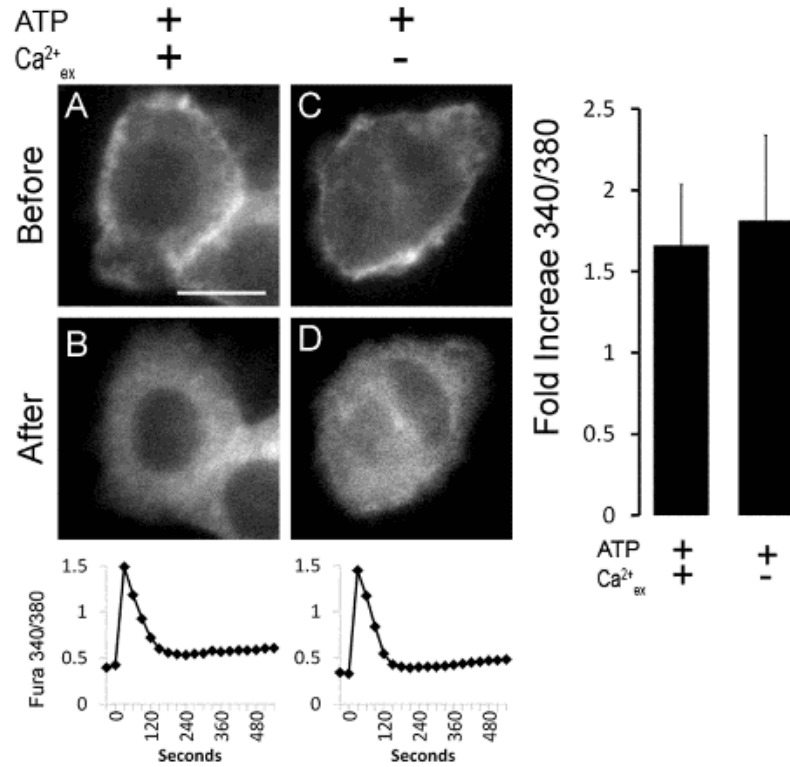 ATP + +
Ca²⁺ex + -
Before
A
C
After
B
D
Fura 340/380
1.5
1
0.5
0
0 120 240 360 480
Seconds
1.5
1
0.5
0
0 120 240 360 480
Seconds
Fold Increae 340/380
2.5
2
1.5
1
0.5
0
ATP + +
Ca²⁺ex + -